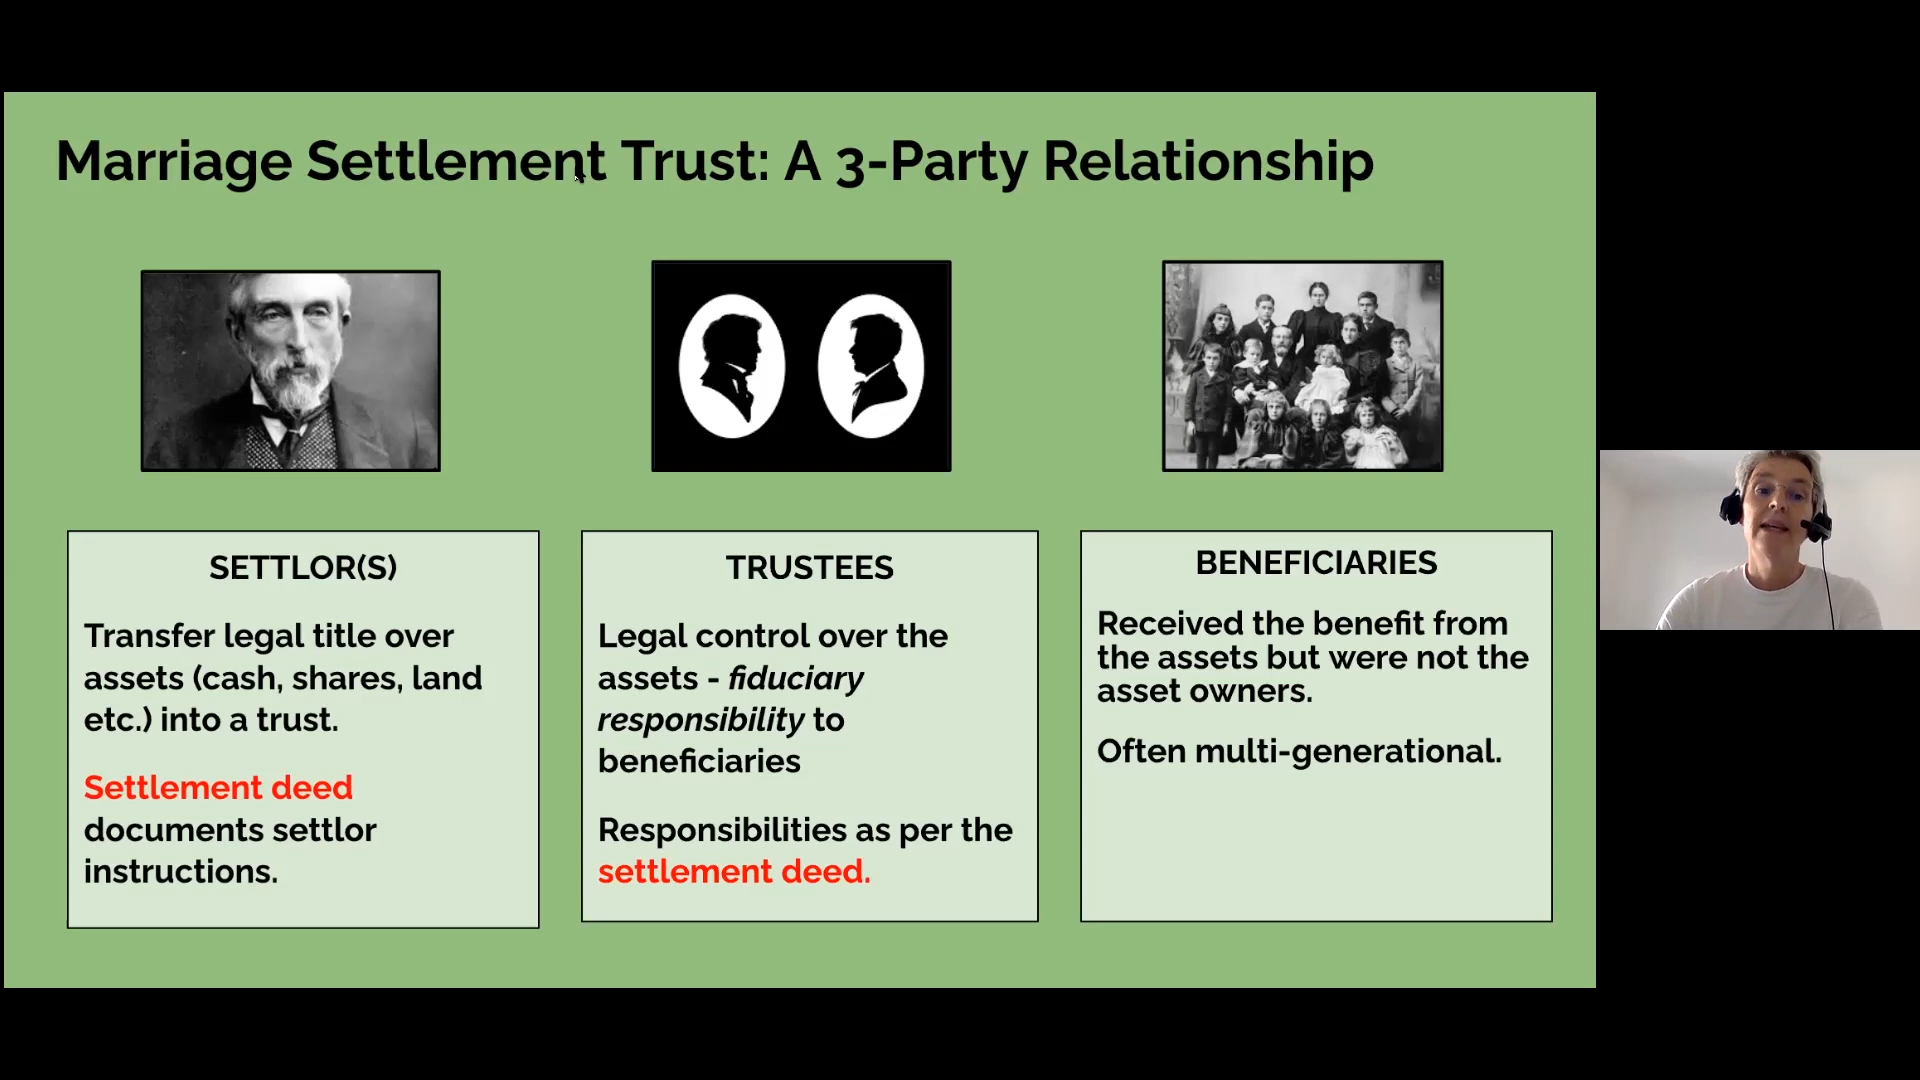 Marriage Settlement Trust: A 3-Party Relationship
SETTLOR(S)
Transfer legal title over
assets (cash, shares, land
etc.) into a trust.
Settlement deed
documents settlor
instructions.
TRUSTEES
Legal control over the
assets - fiduciary
responsibility to
beneficiaries
Responsibilities as per the
settlement deed.
BENEFICIARIES
Received the benefit from
the assets but were not the
asset owners.
Often multi-generational.